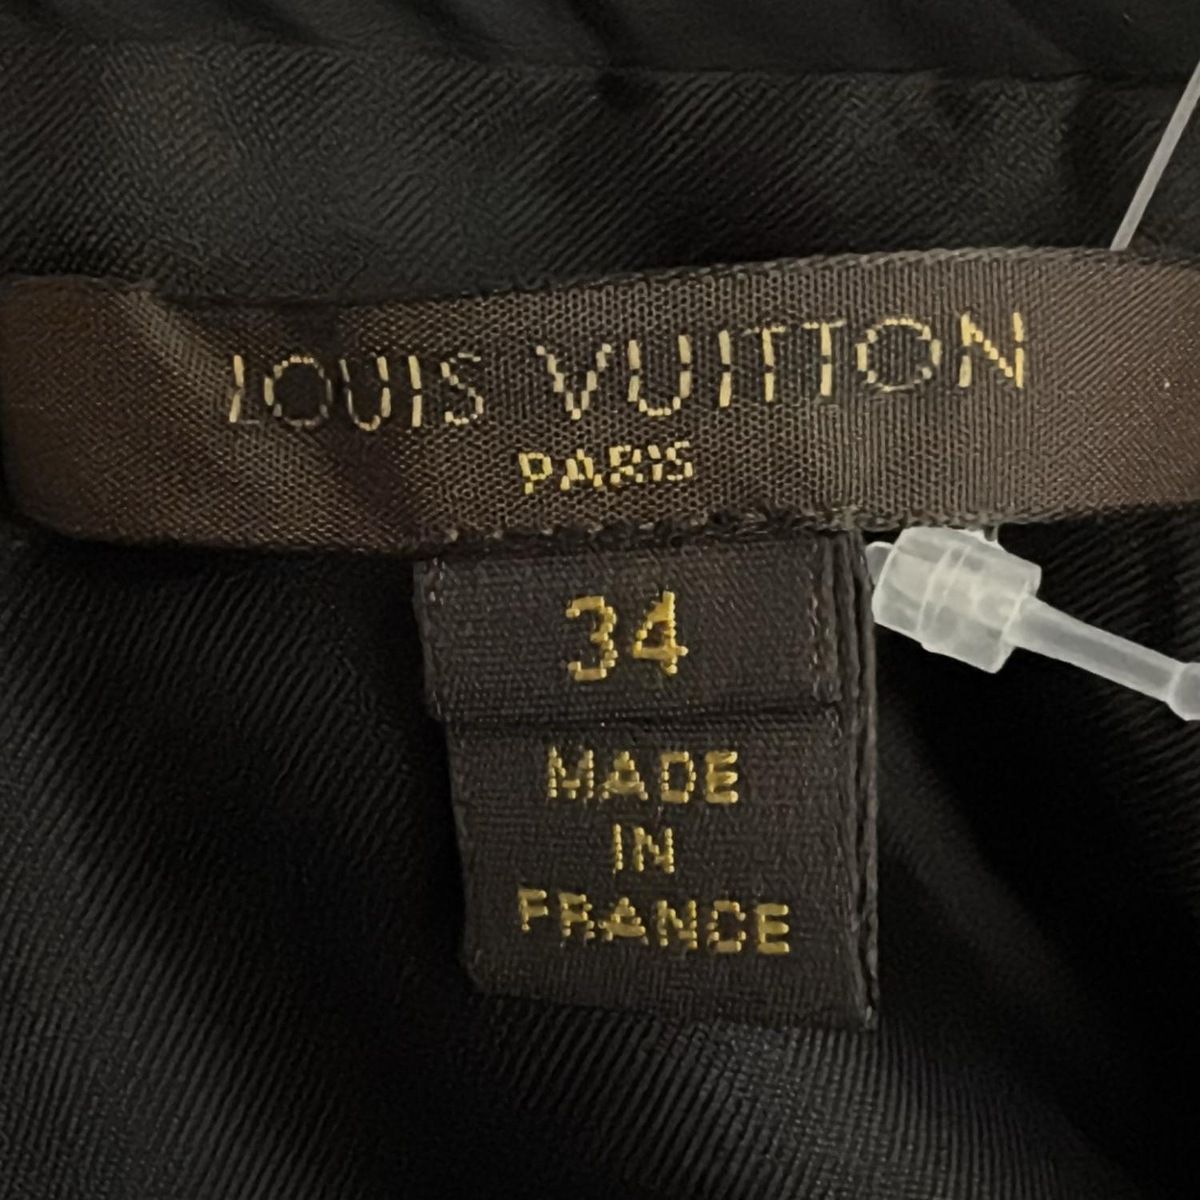 LOUIS VUITTON
PARIS
34
MADE
IN
FRANCE